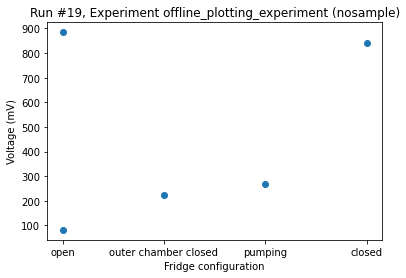 Run #19, Experiment offline_plotting_experiment (nosample)
Voltage (mV)
900
800
700
600
500
400
300
200
100
open outer chamber closed pumping closed
Fridge configuration